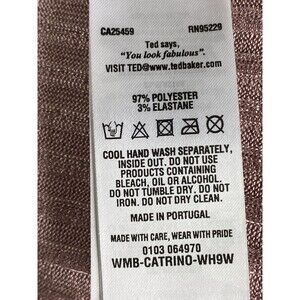 CA25459 RN95229
Ted says,
"You look fabulous".
VISIT TED@www.tedbaker.com
97% POLYESTER
3% ELASTANE
COOL HAND WASH SEPARATELY,
INSIDE OUT. DO NOT USE
PRODUCTS CONTAINING
BLEACH, OIL OR ALCOHOL.
DO NOT TUMBLE DRY. DO NOT
IRON. DO NOT DRY CLEAN.
MADE IN PORTUGAL
MADE WITH CARE, WEAR WITH PRIDE
0103 064970
WMB-CATRINO-WH9W